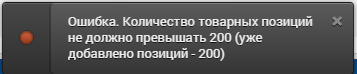 Ошибка. Количество товарных позиций
не должно превышать 200 (уже
добавлено позиций - 200)